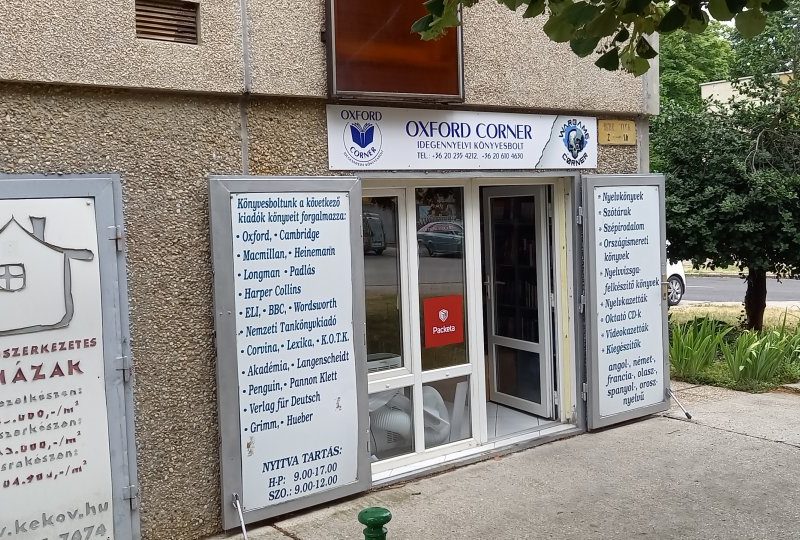 OXFORD
CORNER
OXFORD CORNER
IDEGENNYELVI KÖNYVESBOLT
TEL.: +36 20 235 4212, +36 20 610 4630
WARGAME
CORNER
Könyvesboltunk a következő
kiadók könyveit forgalmazza:
• Oxford, • Cambridge
• Macmillan, • Heinemann
• Longman • Padlás
• Harper Collins
• ELI, • BBC, • Wordsworth
• Nemzeti Tankönyvkiadó
• Corvina, • Lexika, • K.O.T.K.
• Akadémia, • Langenscheidt
• Penguin, • Pannon Klett
• Verlag für Deutsch
• Grimm, • Hueber
NYITVA TARTÁS:
H-P: 9.00-17.00
SZO.: 9.00-12.00
Packeta
• Nyelvkönyvek
• Szótárak
• Szépirodalom
• Országismereti
könyvek
• Nyelvvizsga-
felkészítő könyvek
• Nyelvkazetták
• Oktató CD-k
• Videokazetták
• Kiegészítők
angol-, német-,
francia-, olasz-,
spanyol-, orosz
nyelvű
NSZERKEZETES
HÁZAK
w.kekov.hu
7474